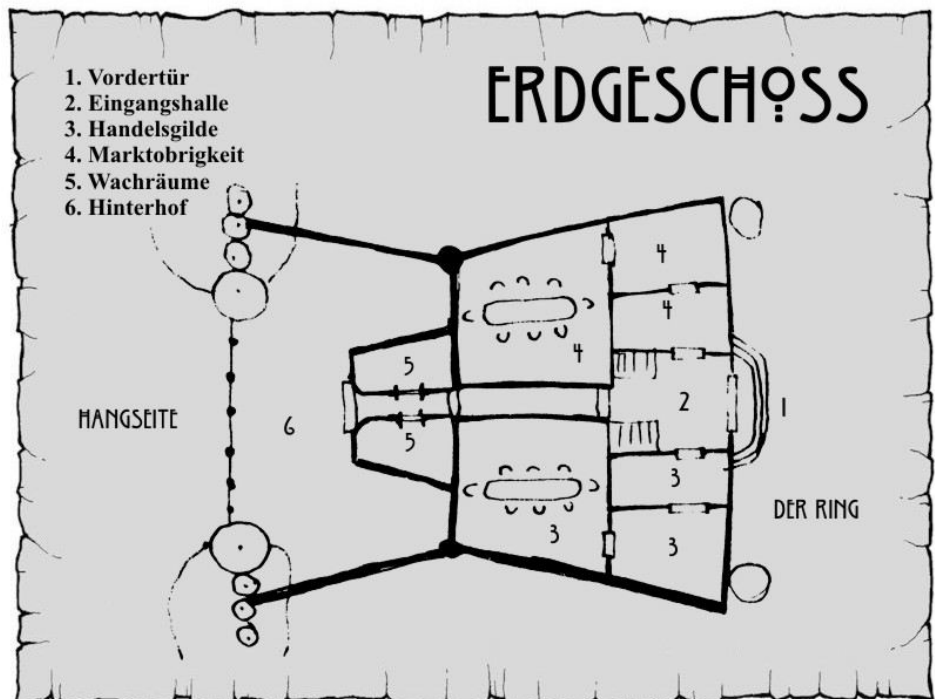 ERDGESCHOSS
1. Vordertür
2. Eingangshalle
3. Handelsgilde
4. Marktobrigkeit
5. Wachräume
6. Hinterhof
4
4
4
5
2
1
HANGSEITE
6
5
3
DER RING
3
3